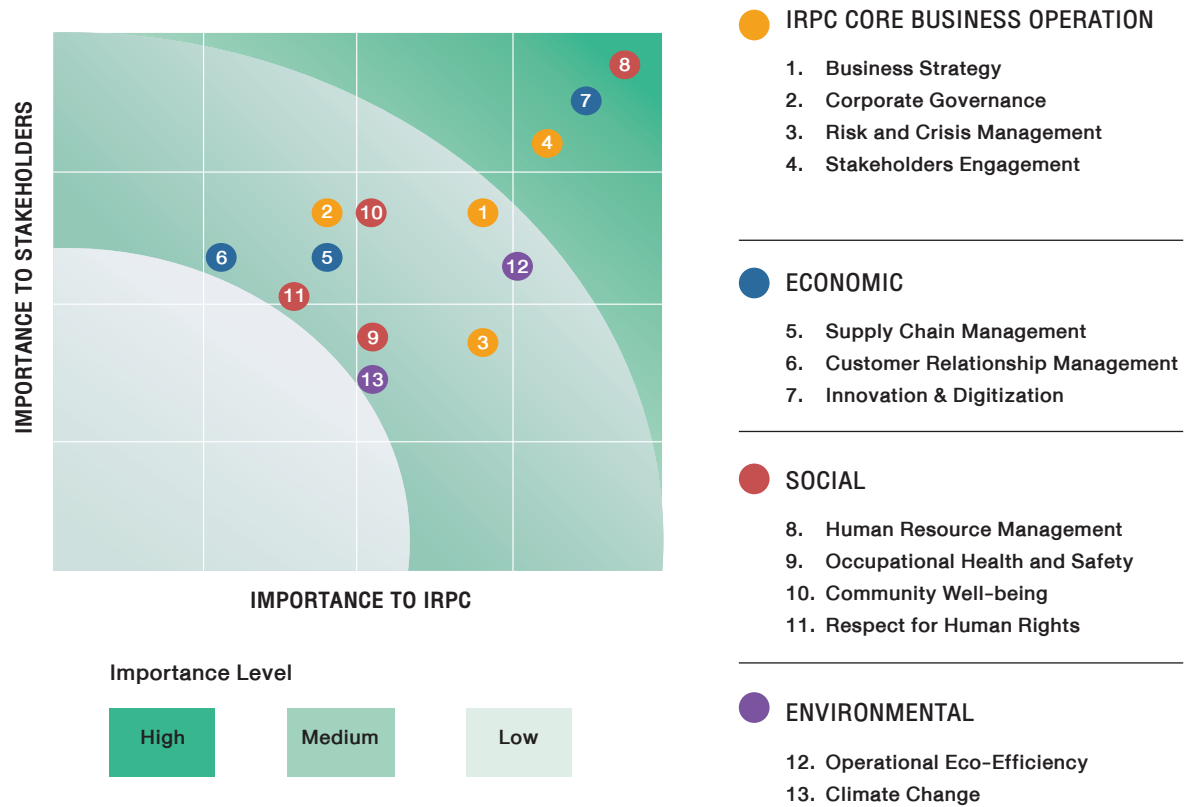 IMPORTANCE TO STAKEHOLDERS
8
7
4
2
10
1
6
5
12
11
9
3
13
IMPORTANCE TO IRPC
Importance Level
High
Medium
Low
IRPC CORE BUSINESS OPERATION
1. Business Strategy
2. Corporate Governance
3. Risk and Crisis Management
4. Stakeholders Engagement
ECONOMIC
5. Supply Chain Management
6. Customer Relationship Management
7. Innovation & Digitization
SOCIAL
8. Human Resource Management
9. Occupational Health and Safety
10. Community Well-being
11. Respect for Human Rights
ENVIRONMENTAL
12. Operational Eco-Efficiency
13. Climate Change